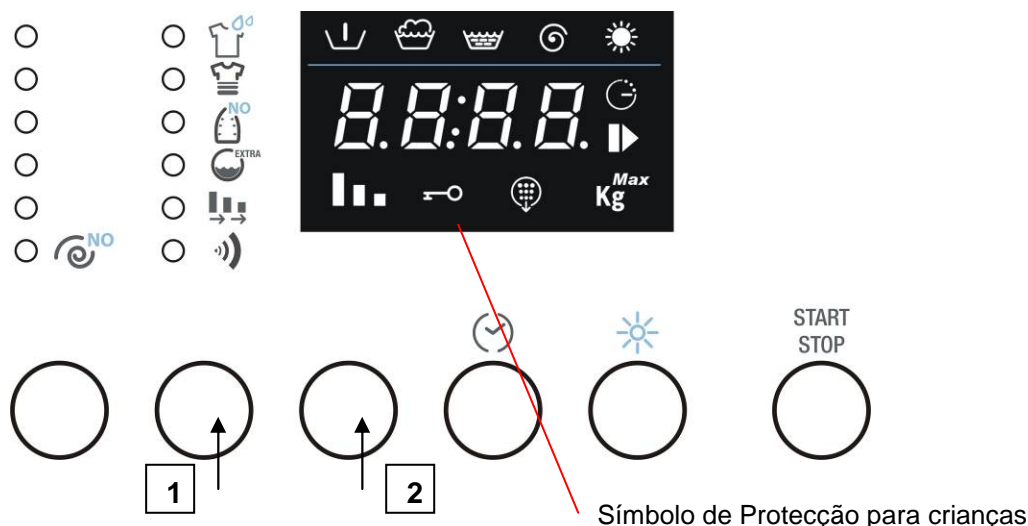 NO
EXTRA
NO
8.8:8.8.
Max
Kg
START
STOP
1
2
Símbolo de Protecção para crianças